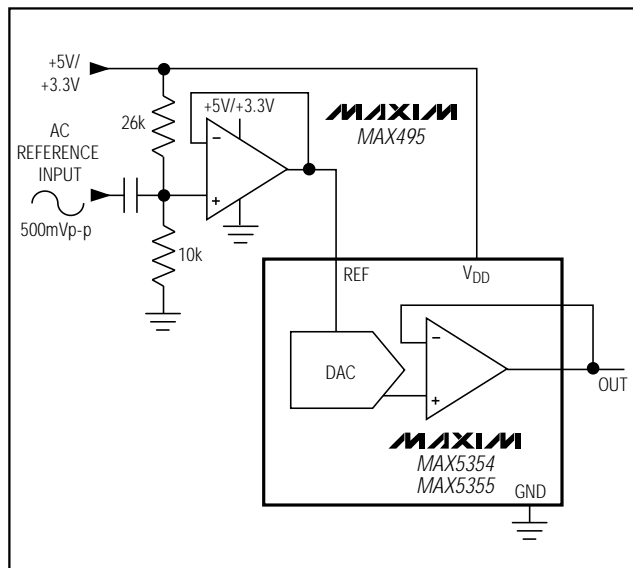 +5V/
+3.3V
26k
+5V/+3.3V
MAXIM
MAX495
AC
REFERENCE
INPUT
500mVp-p
10k
−
+
REF
VDD
DAC
−
+
OUT
MAXIM
MAX5354
MAX5355
GND